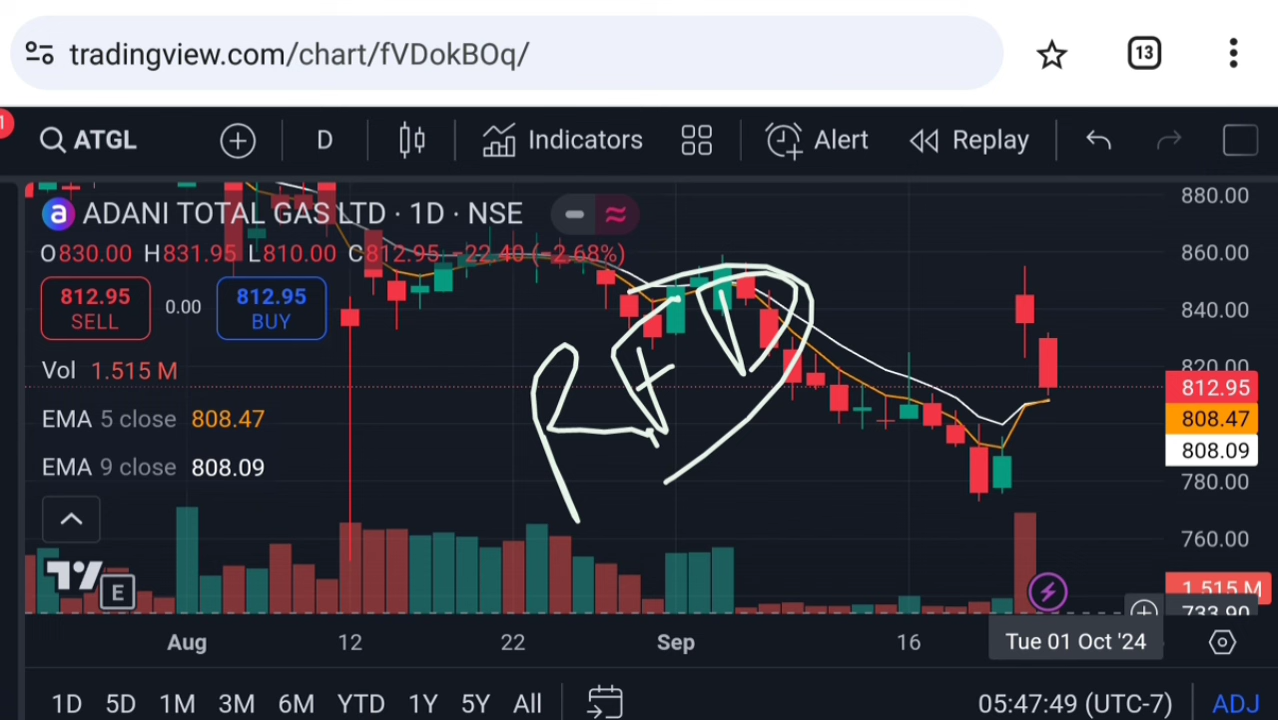 tradingview.com/chart/fVDokBOq/ 13
1 ATGL D Indicators Alert Replay
880.00
a ADANI TOTAL GAS LTD · 1D · NSE
O830.00 H831.95 L810.00 C812.95 −22.40 (−2.68%) 860.00
812.95 SELL 0.00 812.95 BUY 840.00
820.00
Vol 1.515 M 812.95
EMA 5 close 808.47 808.47
EMA 9 close 808.09 808.09
780.00
760.00
E 1.515 M
733.90
Aug 12 22 Sep 16 Tue 01 Oct '24
1D 5D 1M 3M 6M YTD 1Y 5Y All 05:47:49 (UTC-7) ADJ